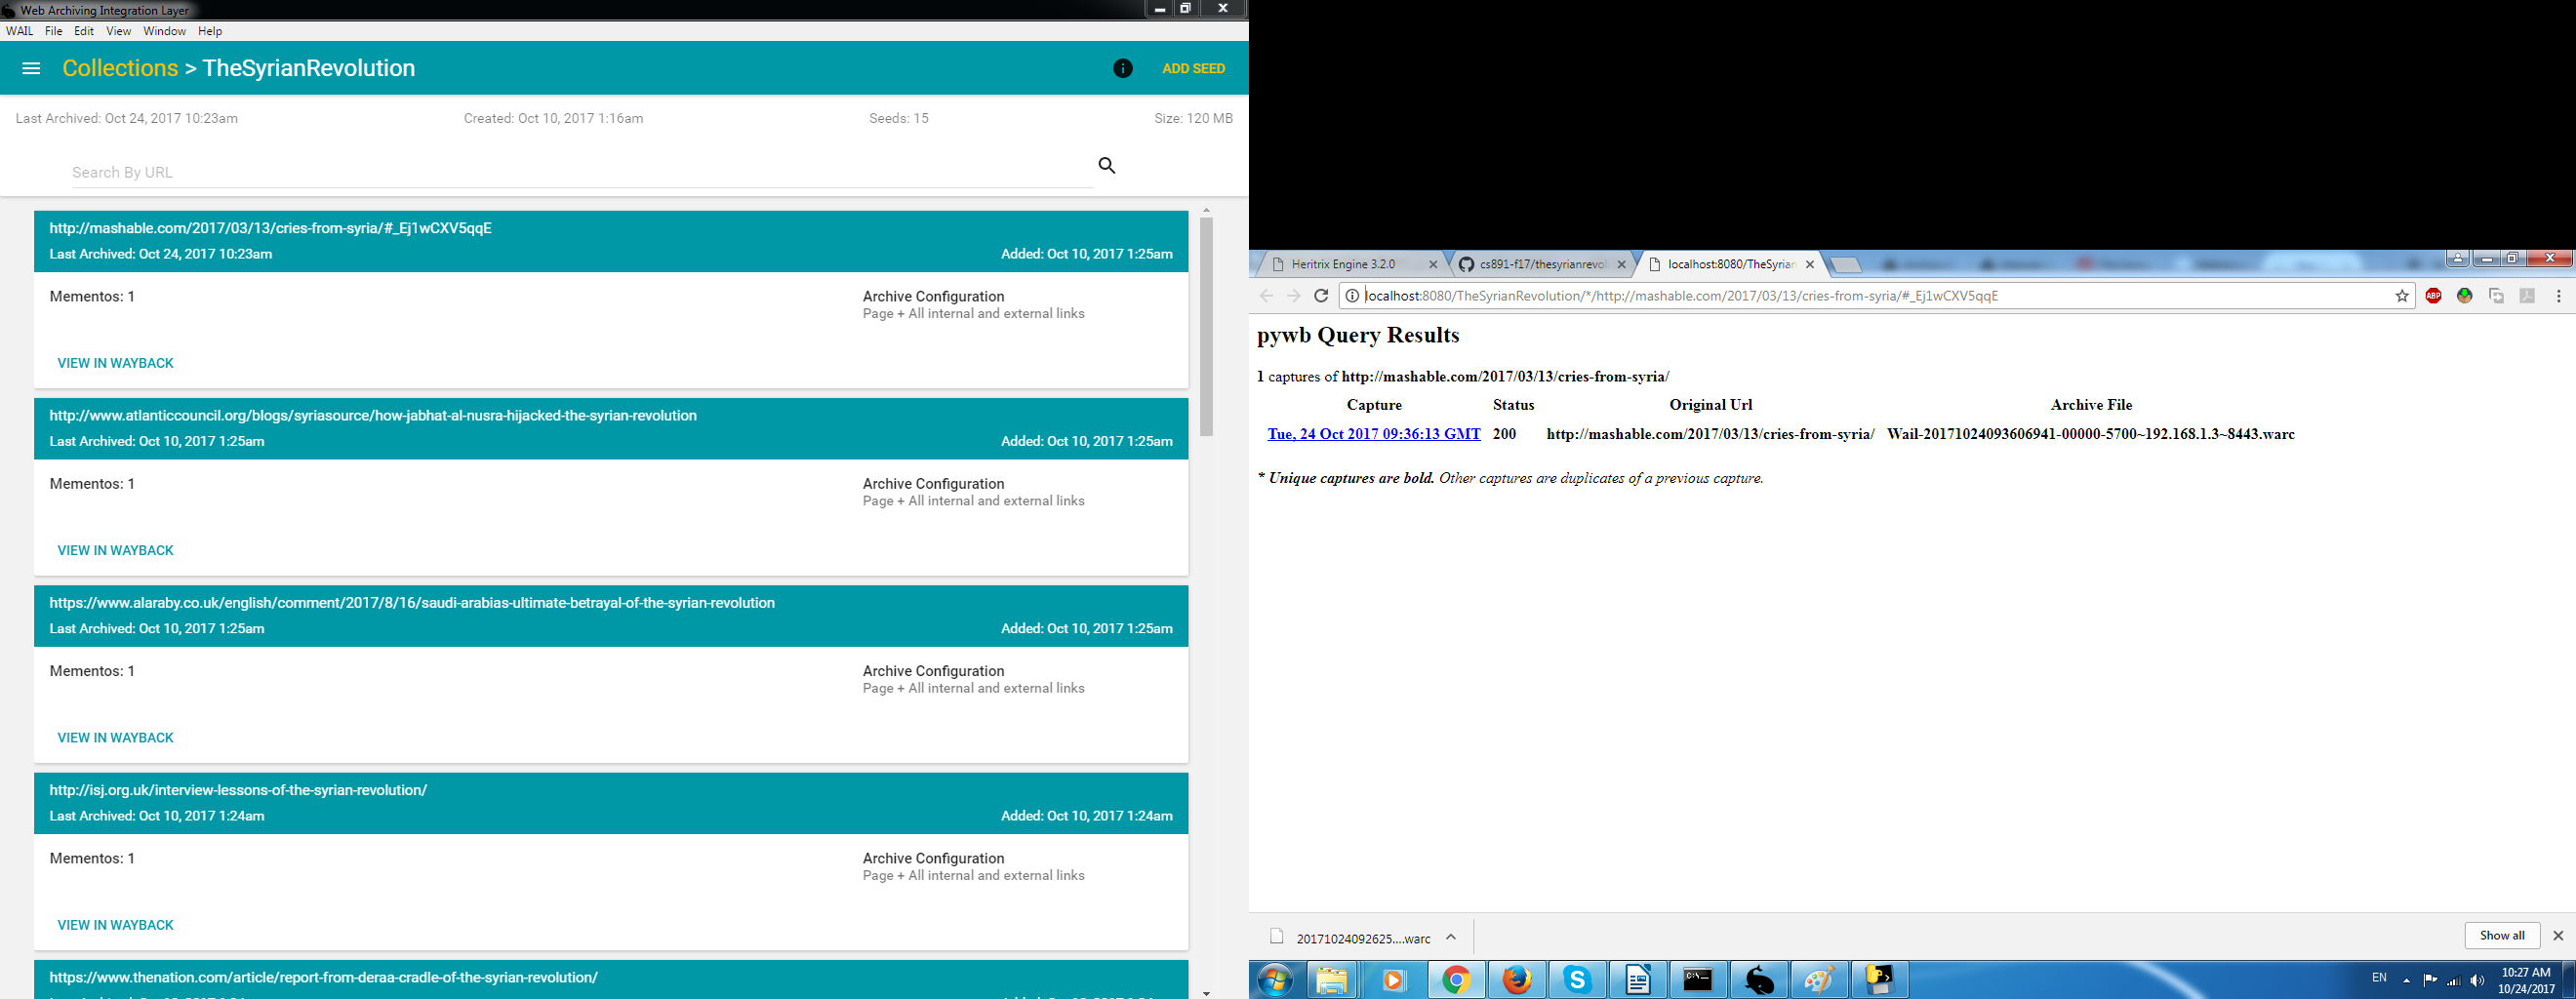 Web Archiving Integration Layer
WAIL File Edit View Window Help
Collections > TheSyrianRevolution
ADD SEED
Last Archived: Oct 24, 2017 10:23am Created: Oct 10, 2017 1:16am Seeds: 15 Size: 120 MB
Search By URL
http://mashable.com/2017/03/13/cries-from-syria/#_Ej1wCXV5qqE
Last Archived: Oct 24, 2017 10:23am Added: Oct 10, 2017 1:25am
Mementos: 1 Archive Configuration
Page + All internal and external links
VIEW IN WAYBACK
http://www.atlanticcouncil.org/blogs/syriasource/how-jabhat-al-nusra-hijacked-the-syrian-revolution
Last Archived: Oct 10, 2017 1:25am Added: Oct 10, 2017 1:25am
Mementos: 1 Archive Configuration
Page + All internal and external links
VIEW IN WAYBACK
https://www.alaraby.co.uk/english/comment/2017/8/16/saudi-arabias-ultimate-betrayal-of-the-syrian-revolution
Last Archived: Oct 10, 2017 1:25am Added: Oct 10, 2017 1:25am
Mementos: 1 Archive Configuration
Page + All internal and external links
VIEW IN WAYBACK
http://isj.org.uk/interview-lessons-of-the-syrian-revolution/
Last Archived: Oct 10, 2017 1:24am Added: Oct 10, 2017 1:24am
Mementos: 1 Archive Configuration
Page + All internal and external links
VIEW IN WAYBACK
https://www.thenation.com/article/report-from-deraa-cradle-of-the-syrian-revolution/
Heritrix Engine 3.2.0 cs891-f17/thesyrianrevol localhost:8080/TheSyrian
localhost:8080/TheSyrianRevolution/*/http://mashable.com/2017/03/13/cries-from-syria/#_Ej1wCXV5qqE
ABP
pywb Query Results
1 captures of http://mashable.com/2017/03/13/cries-from-syria/
Capture Status Original Url Archive File
Tue, 24 Oct 2017 09:36:13 GMT 200 http://mashable.com/2017/03/13/cries-from-syria/ Wail-20171024093606941-00000-5700~192.168.1.3~8443.warc
* Unique captures are bold. Other captures are duplicates of a previous capture.
20171024092625....warc
Show all
EN
10:27 AM
10/24/2017